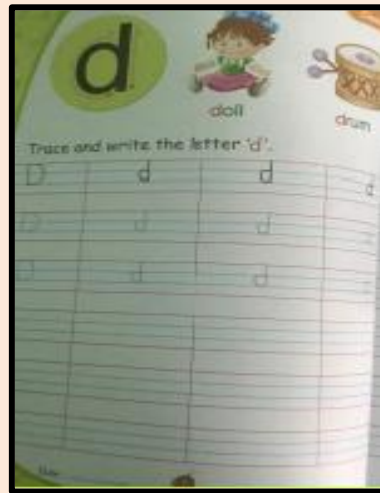 d
doll
drum
Trace and write the letter 'd'.
D d d d
D d d
D d d